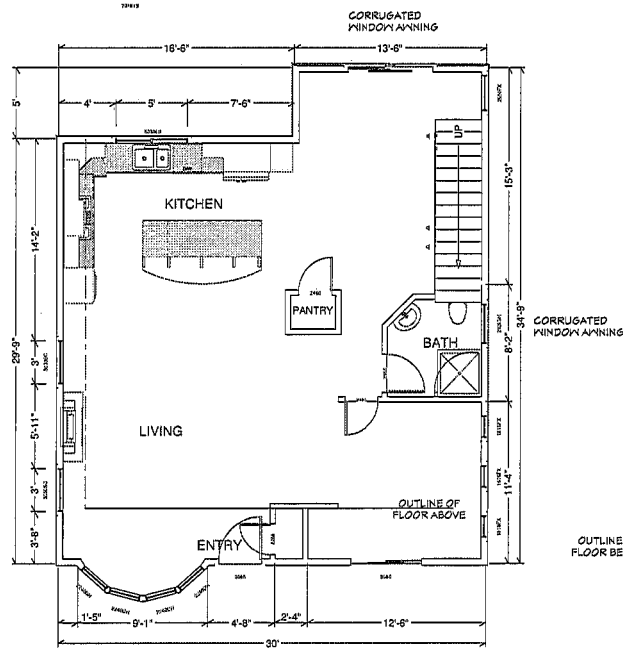 CORRUGATED
WINDOW AWNING
16'-6"
13'-6"
5'
4'
5'
7'-6"
UP
KITCHEN
15'-3"
14'-2"
2468
PANTRY
CORRUGATED
WINDOW AWNING
34'-9"
8'-2"
BATH
29'-9"
3'
5'-11"
LIVING
11'-4"
3'
OUTLINE OF
FLOOR ABOVE
3'-8"
ENTRY
OUTLINE
FLOOR BE
1'-5"
9'-1"
4'-8"
2'-4"
12'-6"
30'